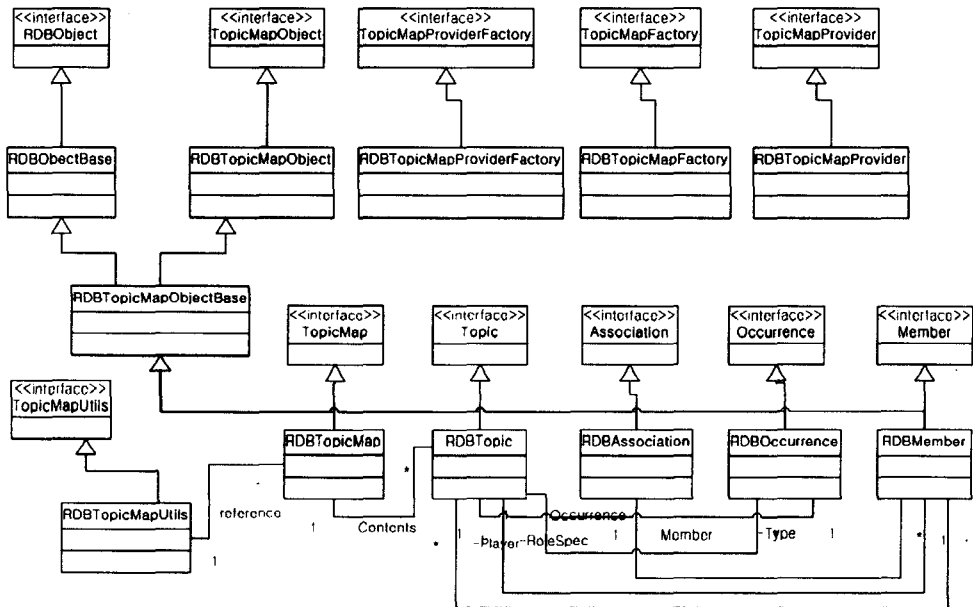 <<interface>>
RDBObject
<<interface>>
TopicMapObject
<<interface>>
TopicMapProviderFactory
<<interface>>
TopicMapFactory
<<interface>>
TopicMapProvider
RDBObectBase
RDBTopicMapObject
RDBTopicMapProviderFactory
RDBTopicMapFactory
RDBTopicMapProvider
RDBTopicMapObjectBase
<<interface>>
TopicMap
<<interface>>
Topic
<<interface>>
Association
<<interface>>
Occurrence
<<interface>>
Member
<<interface>>
TopicMapUtils
RDBTopicMap
RDBTopic
RDBAssociation
RDBOccurrence
RDBMember
*
RDBTopicMapUtils
reference
1
Contents
1
Occurrence
*
1
-Player
-RoleSpec
1
Member
-Type
1
*
1
1